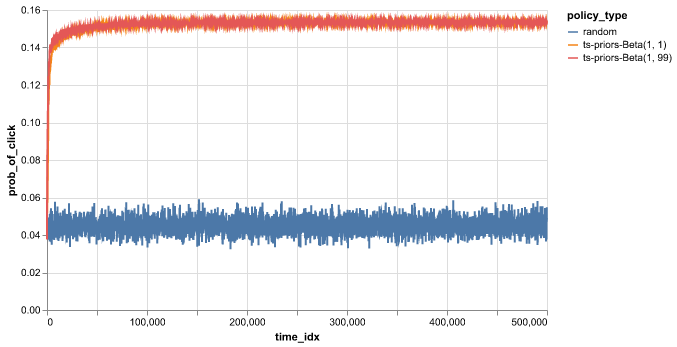 0.16
0.14
0.12
0.10
0.08
0.06
0.04
0.02
0.00
prob_of_click
0 100,000 200,000 300,000 400,000 500,000
time_idx
policy_type
random
ts-priors-Beta(1, 1)
ts-priors-Beta(1, 99)